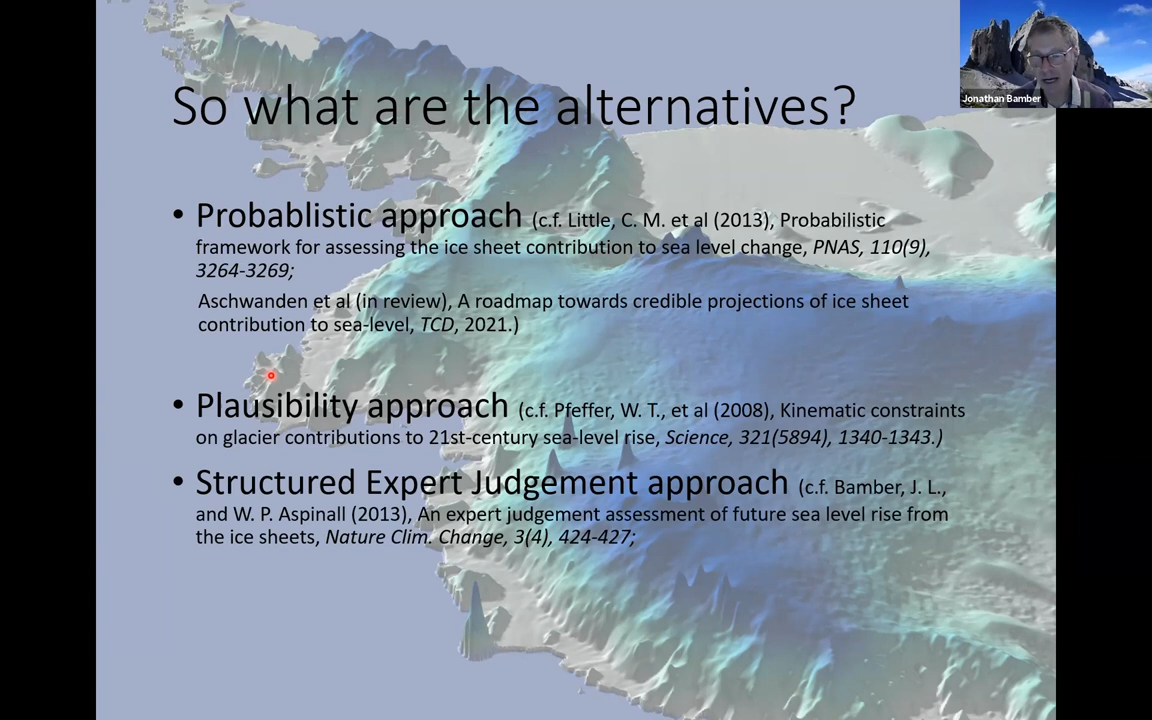 Jonathan Bamber
So what are the alternatives?
• Probablistic approach (c.f. Little, C. M. et al (2013), Probabilistic
framework for assessing the ice sheet contribution to sea level change, PNAS, 110(9),
3264-3269;
Aschwanden et al (in review), A roadmap towards credible projections of ice sheet
contribution to sea-level, TCD, 2021.)
• Plausibility approach (c.f. Pfeffer, W. T., et al (2008), Kinematic constraints
on glacier contributions to 21st-century sea-level rise, Science, 321(5894), 1340-1343.)
• Structured Expert Judgement approach (c.f. Bamber, J. L.,
and W. P. Aspinall (2013), An expert judgement assessment of future sea level rise from
the ice sheets, Nature Clim. Change, 3(4), 424-427;